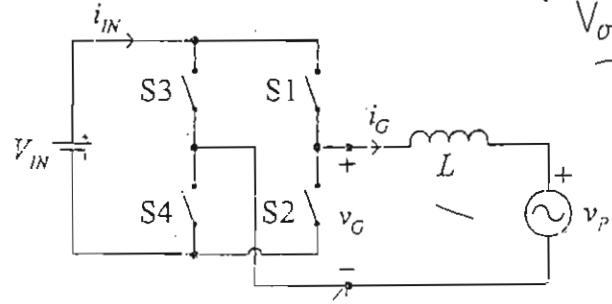 i_IN
V_o
S3
S1
i_G
+
L
+
V_IN
S4
S2
v_G
v_P
−